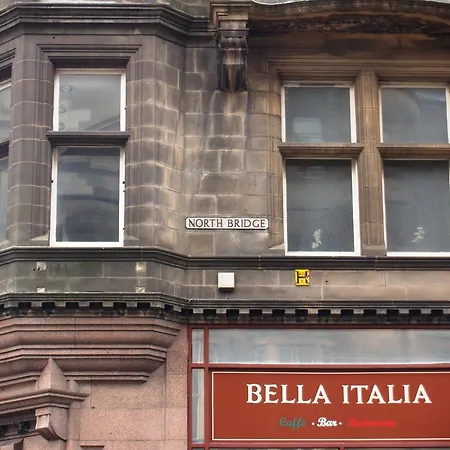 NORTH BRIDGE
H
BELLA ITALIA
Caffe • Bar • Ristorante